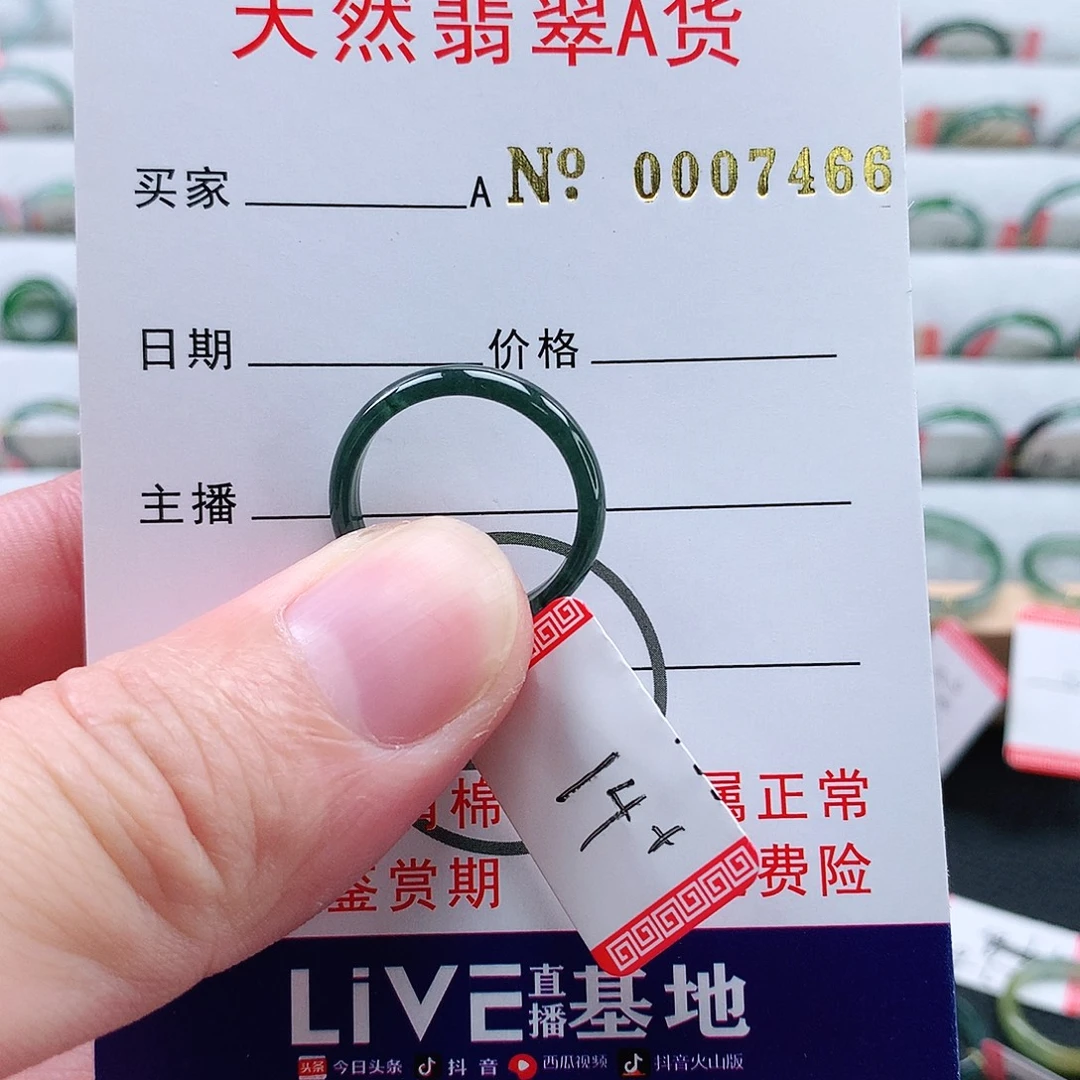 天然翡翠A货
买家 A Nº 0007466
日期 价格
主播
棉 属正常
鉴赏期 费险
14+
LiVE直播基地
头条 今日头条 抖音 西瓜视频 抖音火山版